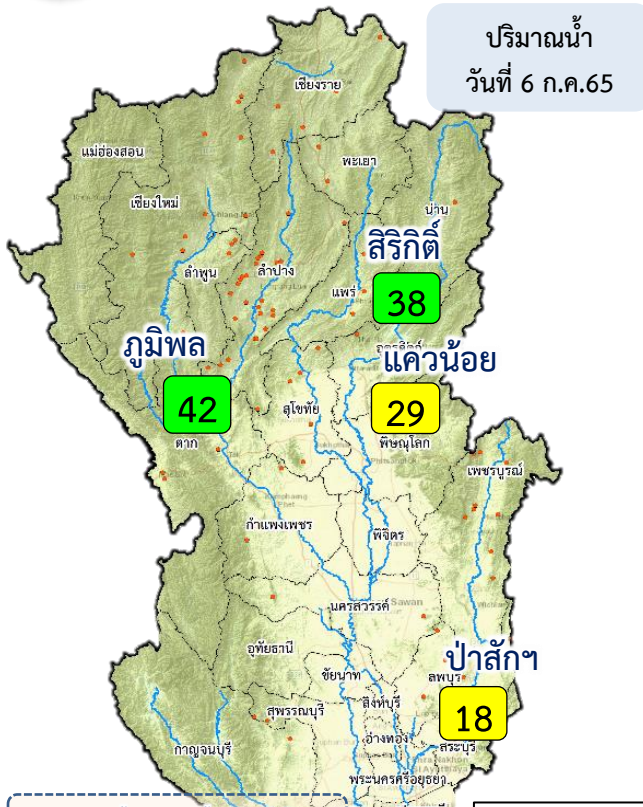 ปริมาณน้ำ
วันที่ 6 ก.ค.65
เชียงราย
แม่ฮ่องสอน
พะเยา
เชียงใหม่
น่าน
สิริกิติ์
ลำพูน
ลำปาง
แพร่
38
ภูมิพล
แควน้อย
42
สุโขทัย
29
ตาก
พิษณุโลก
เพชรบูรณ์
กำแพงเพชร
พิจิตร
นครสวรรค์
Sawan
อุทัยธานี
ป่าสักฯ
ชัยนาท
ลพบุรี
สิงห์บุรี
สุพรรณบุรี
18
อ่างทอง
กาญจนบุรี
สระบุรี
พระนครศรีอยุธยา